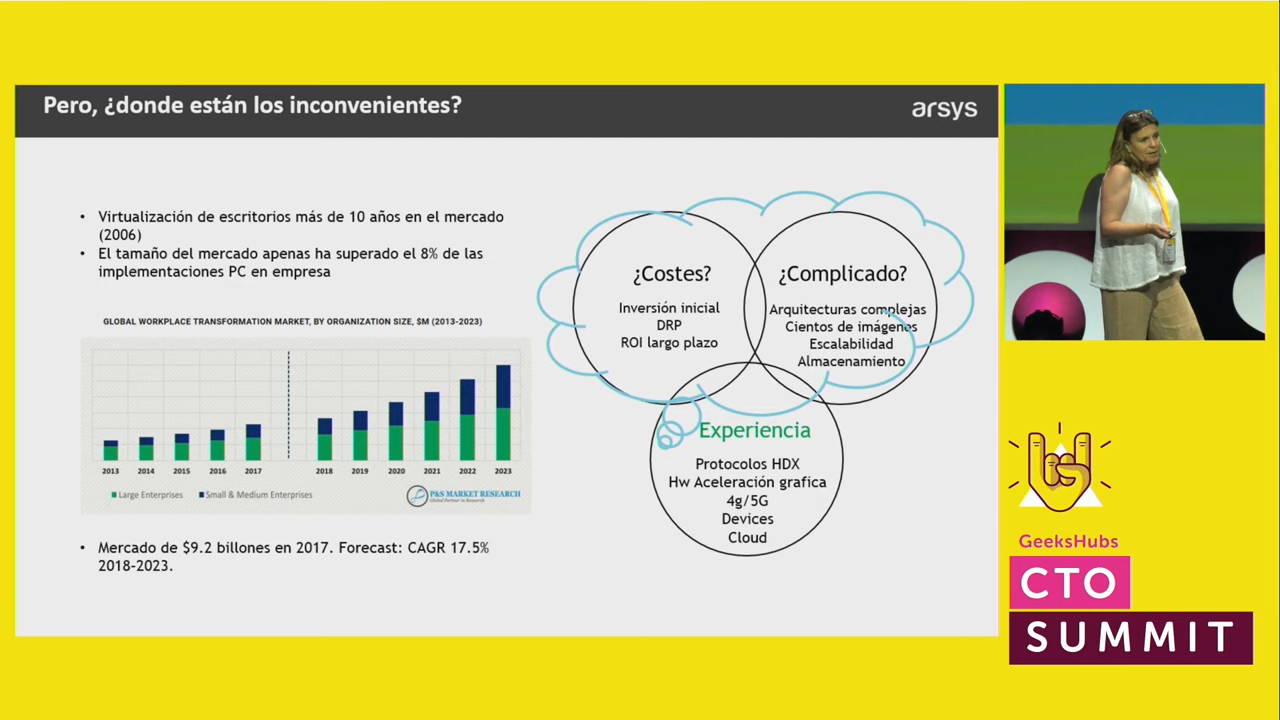 Pero, ¿donde están los inconvenientes?
arsys
• Virtualización de escritorios más de 10 años en el mercado
(2006)
• El tamaño del mercado apenas ha superado el 8% de las
implementaciones PC en empresa
GLOBAL WORKPLACE TRANSFORMATION MARKET, BY ORGANIZATION SIZE, $M (2013-2023)
2013 2014 2015 2016 2017 2018 2019 2020 2021 2022 2023
Large Enterprises Small & Medium Enterprises
P&S MARKET RESEARCH
Global Partner in Research
• Mercado de $9.2 billones en 2017. Forecast: CAGR 17.5%
2018-2023.
¿Costes?
Inversión inicial
DRP
ROI largo plazo
¿Complicado?
Arquitecturas complejas
Cientos de imágenes
Escalabilidad
Almacenamiento
Experiencia
Protocolos HDX
Hw Aceleración grafica
4g/5G
Devices
Cloud
GeeksHubs
CTO
SUMMIT